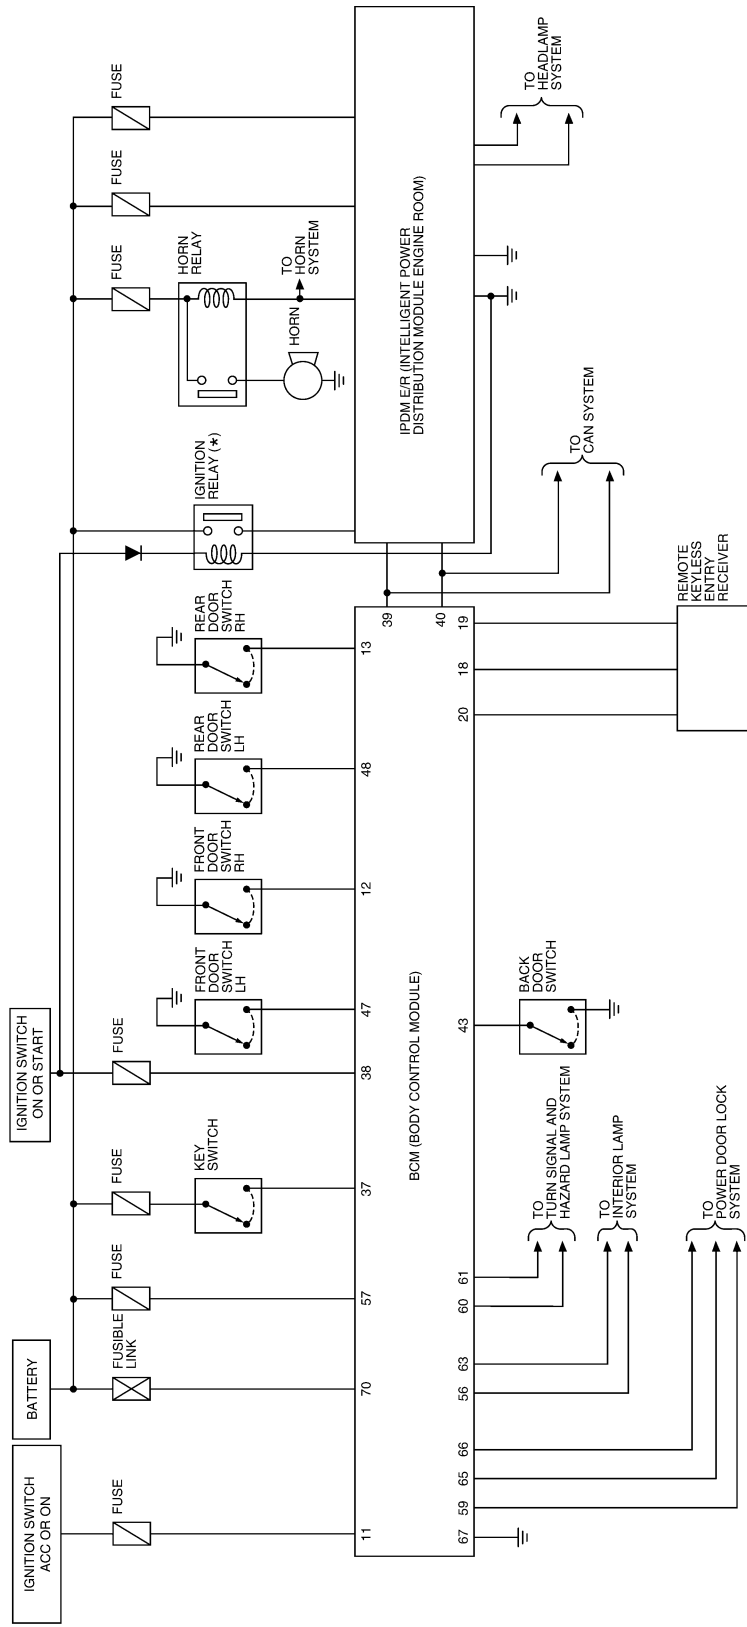 IGNITION SWITCH
ACC OR ON
BATTERY
IGNITION SWITCH
ON OR START
FUSE
FUSIBLE
LINK
FUSE
FUSE
FUSE
FUSE
FUSE
FUSE
KEY
SWITCH
FRONT
DOOR
SWITCH
LH
FRONT
DOOR
SWITCH
RH
REAR
DOOR
SWITCH
LH
REAR
DOOR
SWITCH
RH
IGNITION
RELAY (*)
HORN
RELAY
HORN
TO
HORN
SYSTEM
11
70
57
37
38
47
12
48
13
39
40
BCM (BODY CONTROL MODULE)
IPDM E/R (INTELLIGENT POWER
DISTRIBUTION MODULE ENGINE ROOM)
67
59
65
66
56
63
60
61
43
20
18
19
TO
TURN SIGNAL AND
HAZARD LAMP SYSTEM
TO
INTERIOR LAMP
SYSTEM
TO
POWER DOOR LOCK
SYSTEM
BACK
DOOR
SWITCH
REMOTE
KEYLESS
ENTRY
RECEIVER
TO
CAN SYSTEM
TO
HEADLAMP
SYSTEM